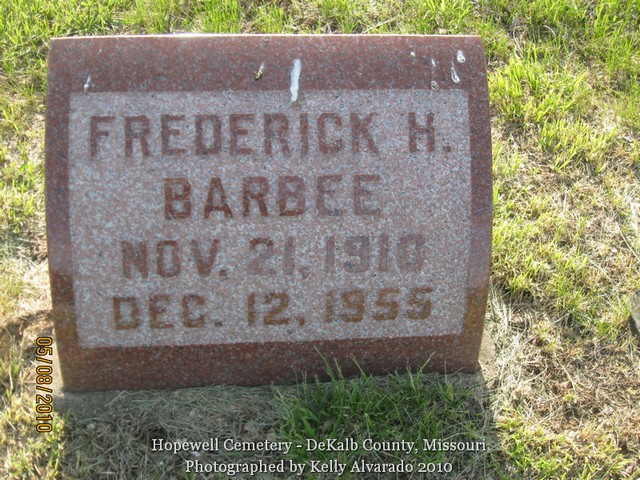 FREDERICK H.
BARBEE
NOV. 21, 1910
DEC. 12, 1955
05/08/2010
Hopewell Cemetery - DeKalb County, Missouri.
Photographed by Kelly Alvarado 2010